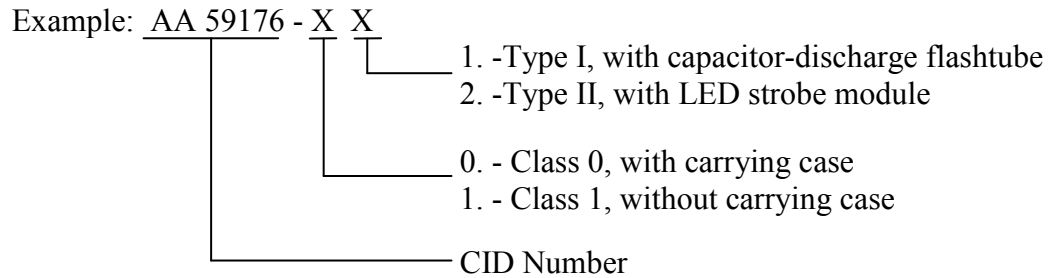 Example: AA 59176 - X X
1. -Type I, with capacitor-discharge flashtube
2. -Type II, with LED strobe module
0. - Class 0, with carrying case
1. - Class 1, without carrying case
CID Number